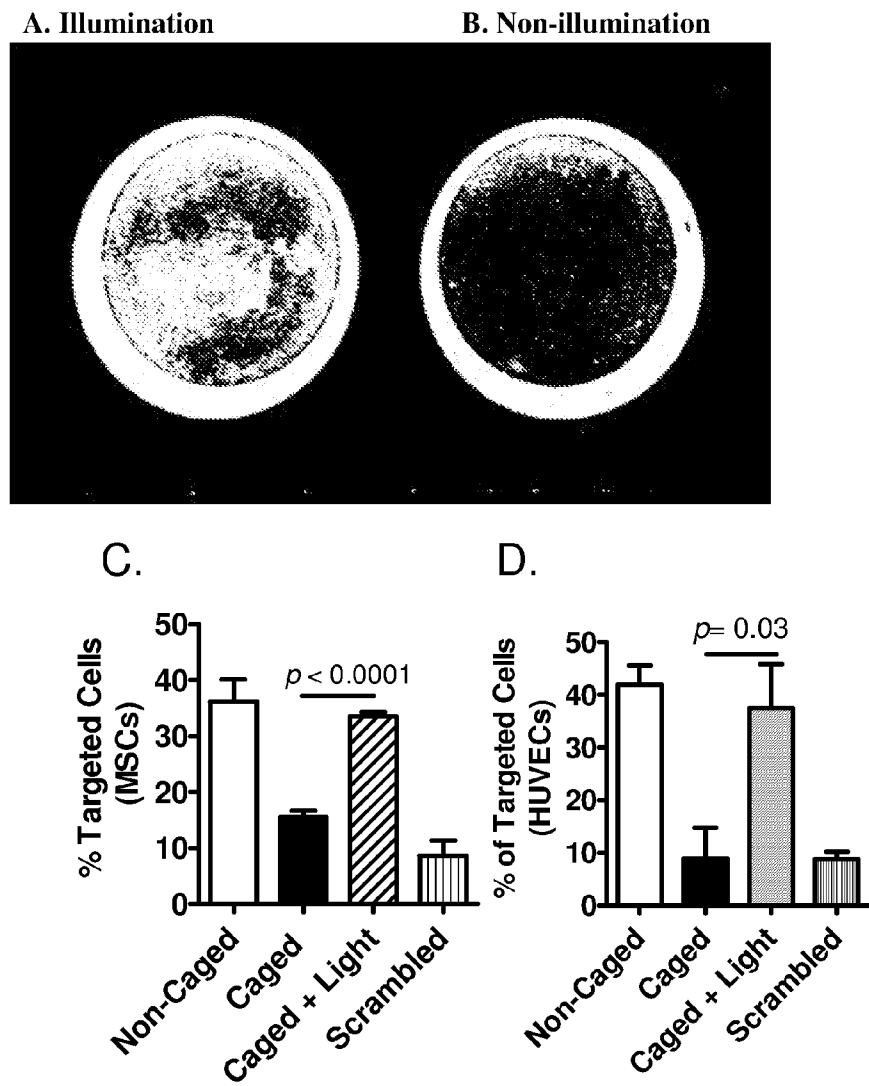 A. Illumination
B. Non-illumination
C.
% Targeted Cells
(MSCs)
50
40
30
20
10
0
p < 0.0001
Non-Caged
Caged
Caged + Light
Scrambled
D.
% of Targeted Cells
(HUVECs)
50
40
30
20
10
0
p= 0.03
Non-Caged
Caged
Caged + Light
Scrambled